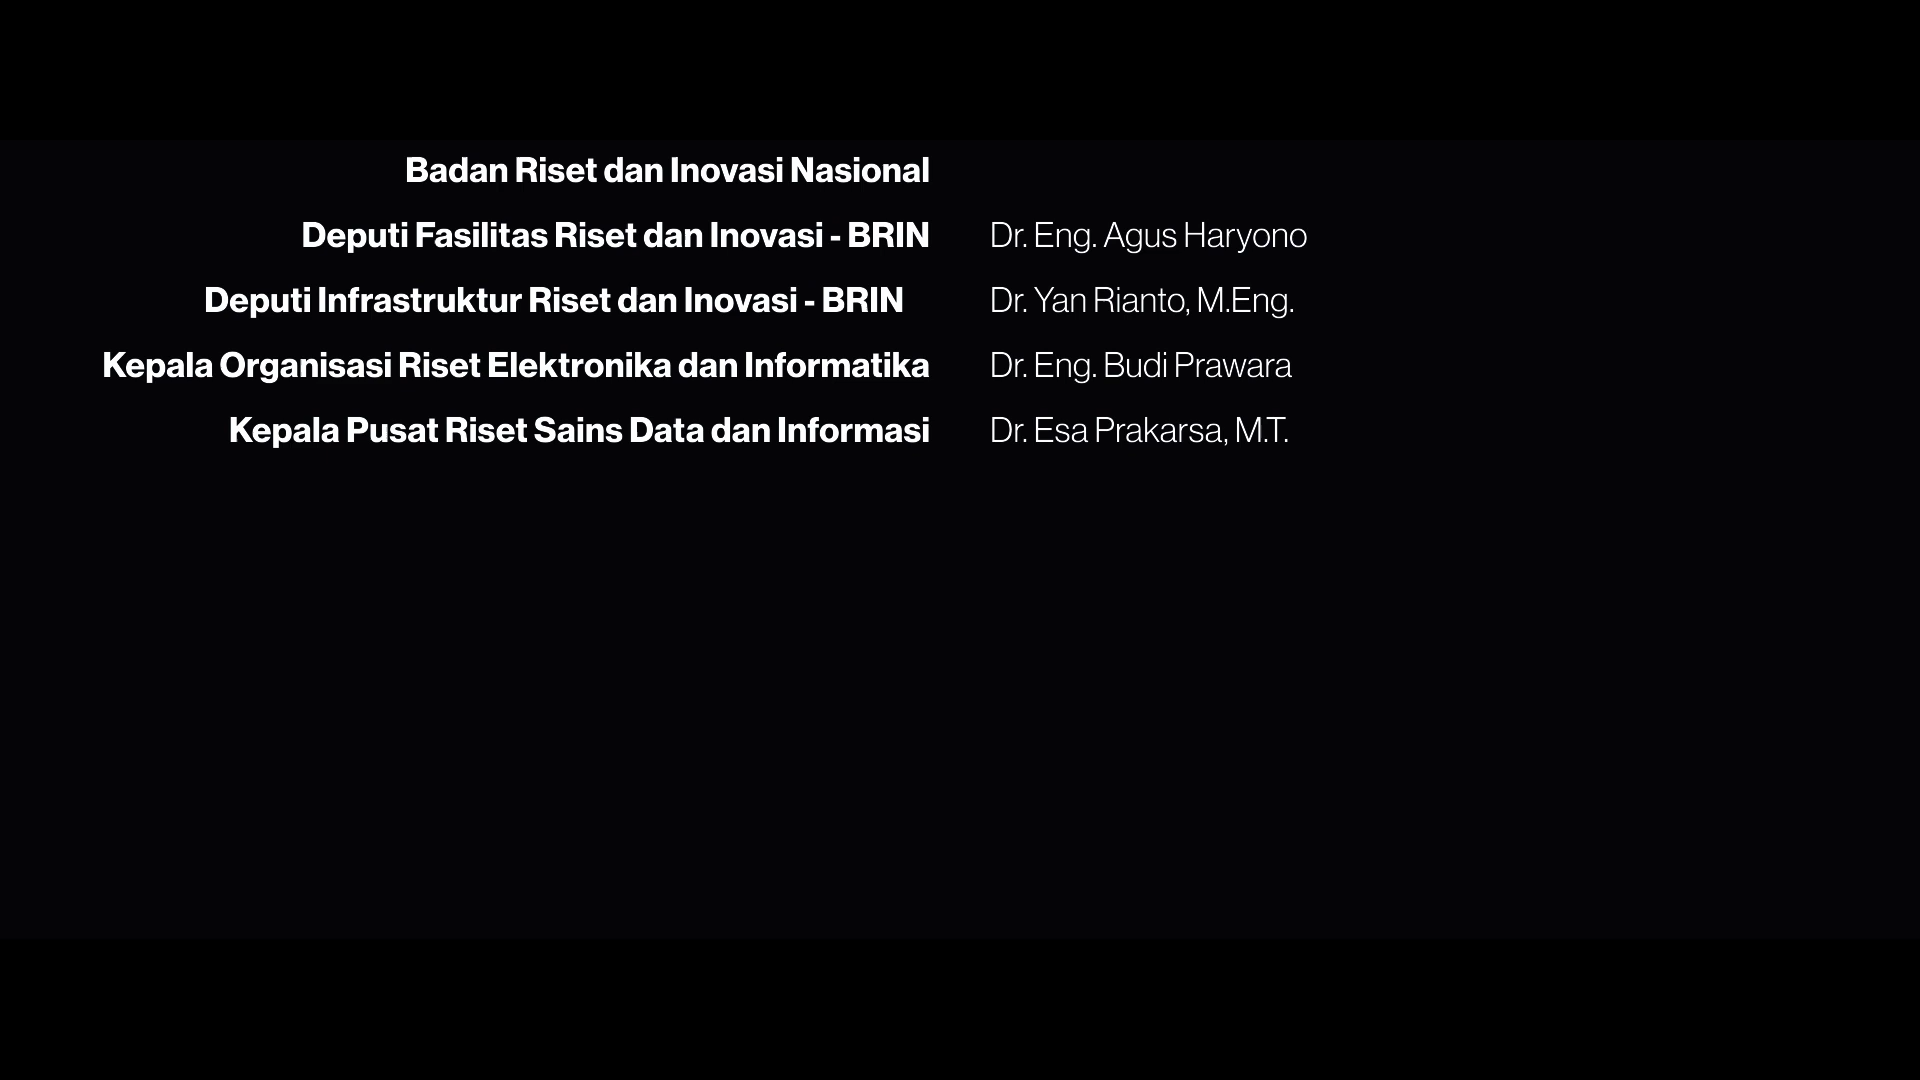 Badan Riset dan Inovasi Nasional
Deputi Fasilitas Riset dan Inovasi - BRIN Dr. Eng. Agus Haryono
Deputi Infrastruktur Riset dan Inovasi - BRIN Dr. Yan Rianto, M.Eng.
Kepala Organisasi Riset Elektronika dan Informatika Dr. Eng. Budi Prawara
Kepala Pusat Riset Sains Data dan Informasi Dr. Esa Prakarsa, M.T.